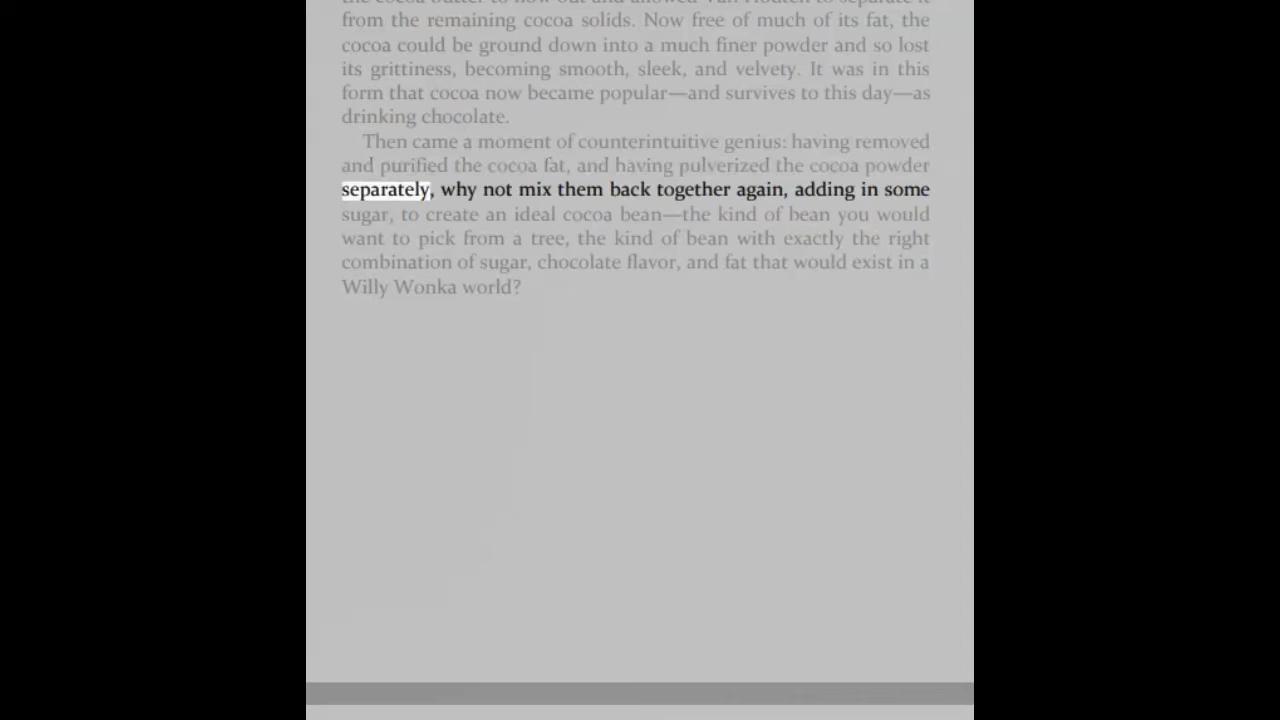 from the remaining cocoa solids. Now free of much of its fat, the
cocoa could be ground down into a much finer powder and so lost
its grittiness, becoming smooth, sleek, and velvety. It was in this
form that cocoa now became popular—and survives to this day—as
drinking chocolate.
Then came a moment of counterintuitive genius: having removed
and purified the cocoa fat, and having pulverized the cocoa powder
separately, why not mix them back together again, adding in some
sugar, to create an ideal cocoa bean—the kind of bean you would
want to pick from a tree, the kind of bean with exactly the right
combination of sugar, chocolate flavor, and fat that would exist in a
Willy Wonka world?